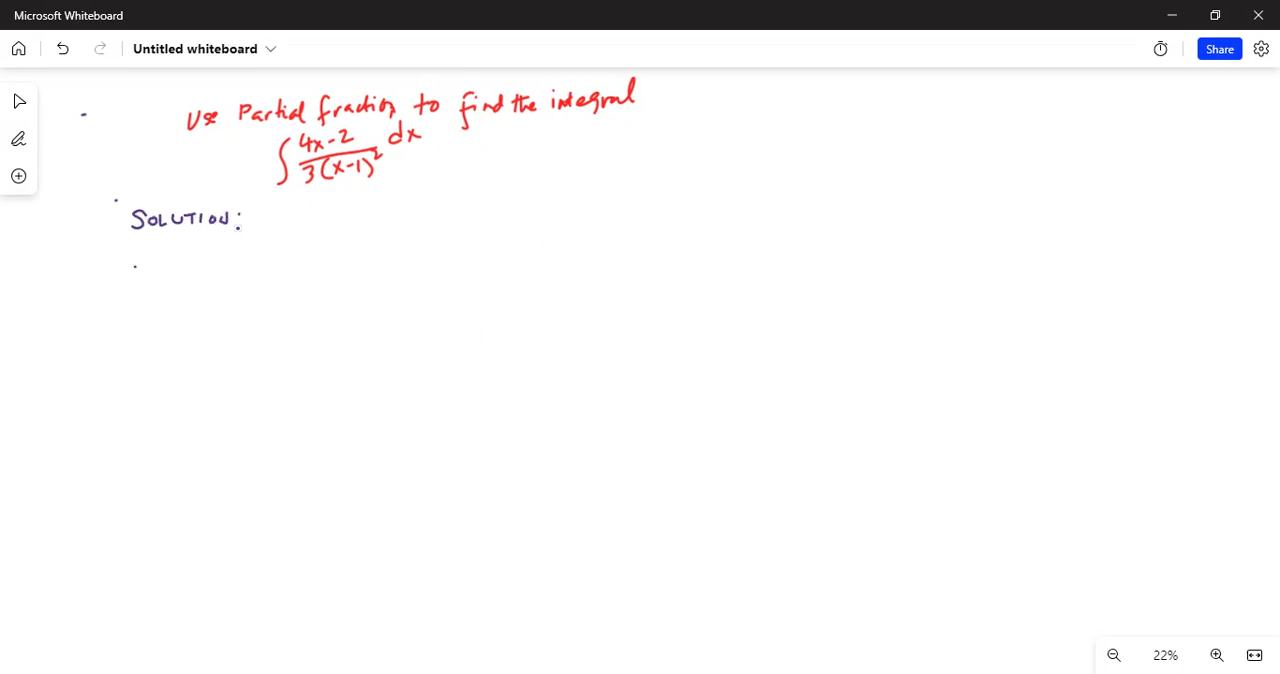 Microsoft Whiteboard
Untitled whiteboard
Share
Use Partial fraction to find the integral
∫ 4x-2 / 3(x-1)² dx
SOLUTION:
22%